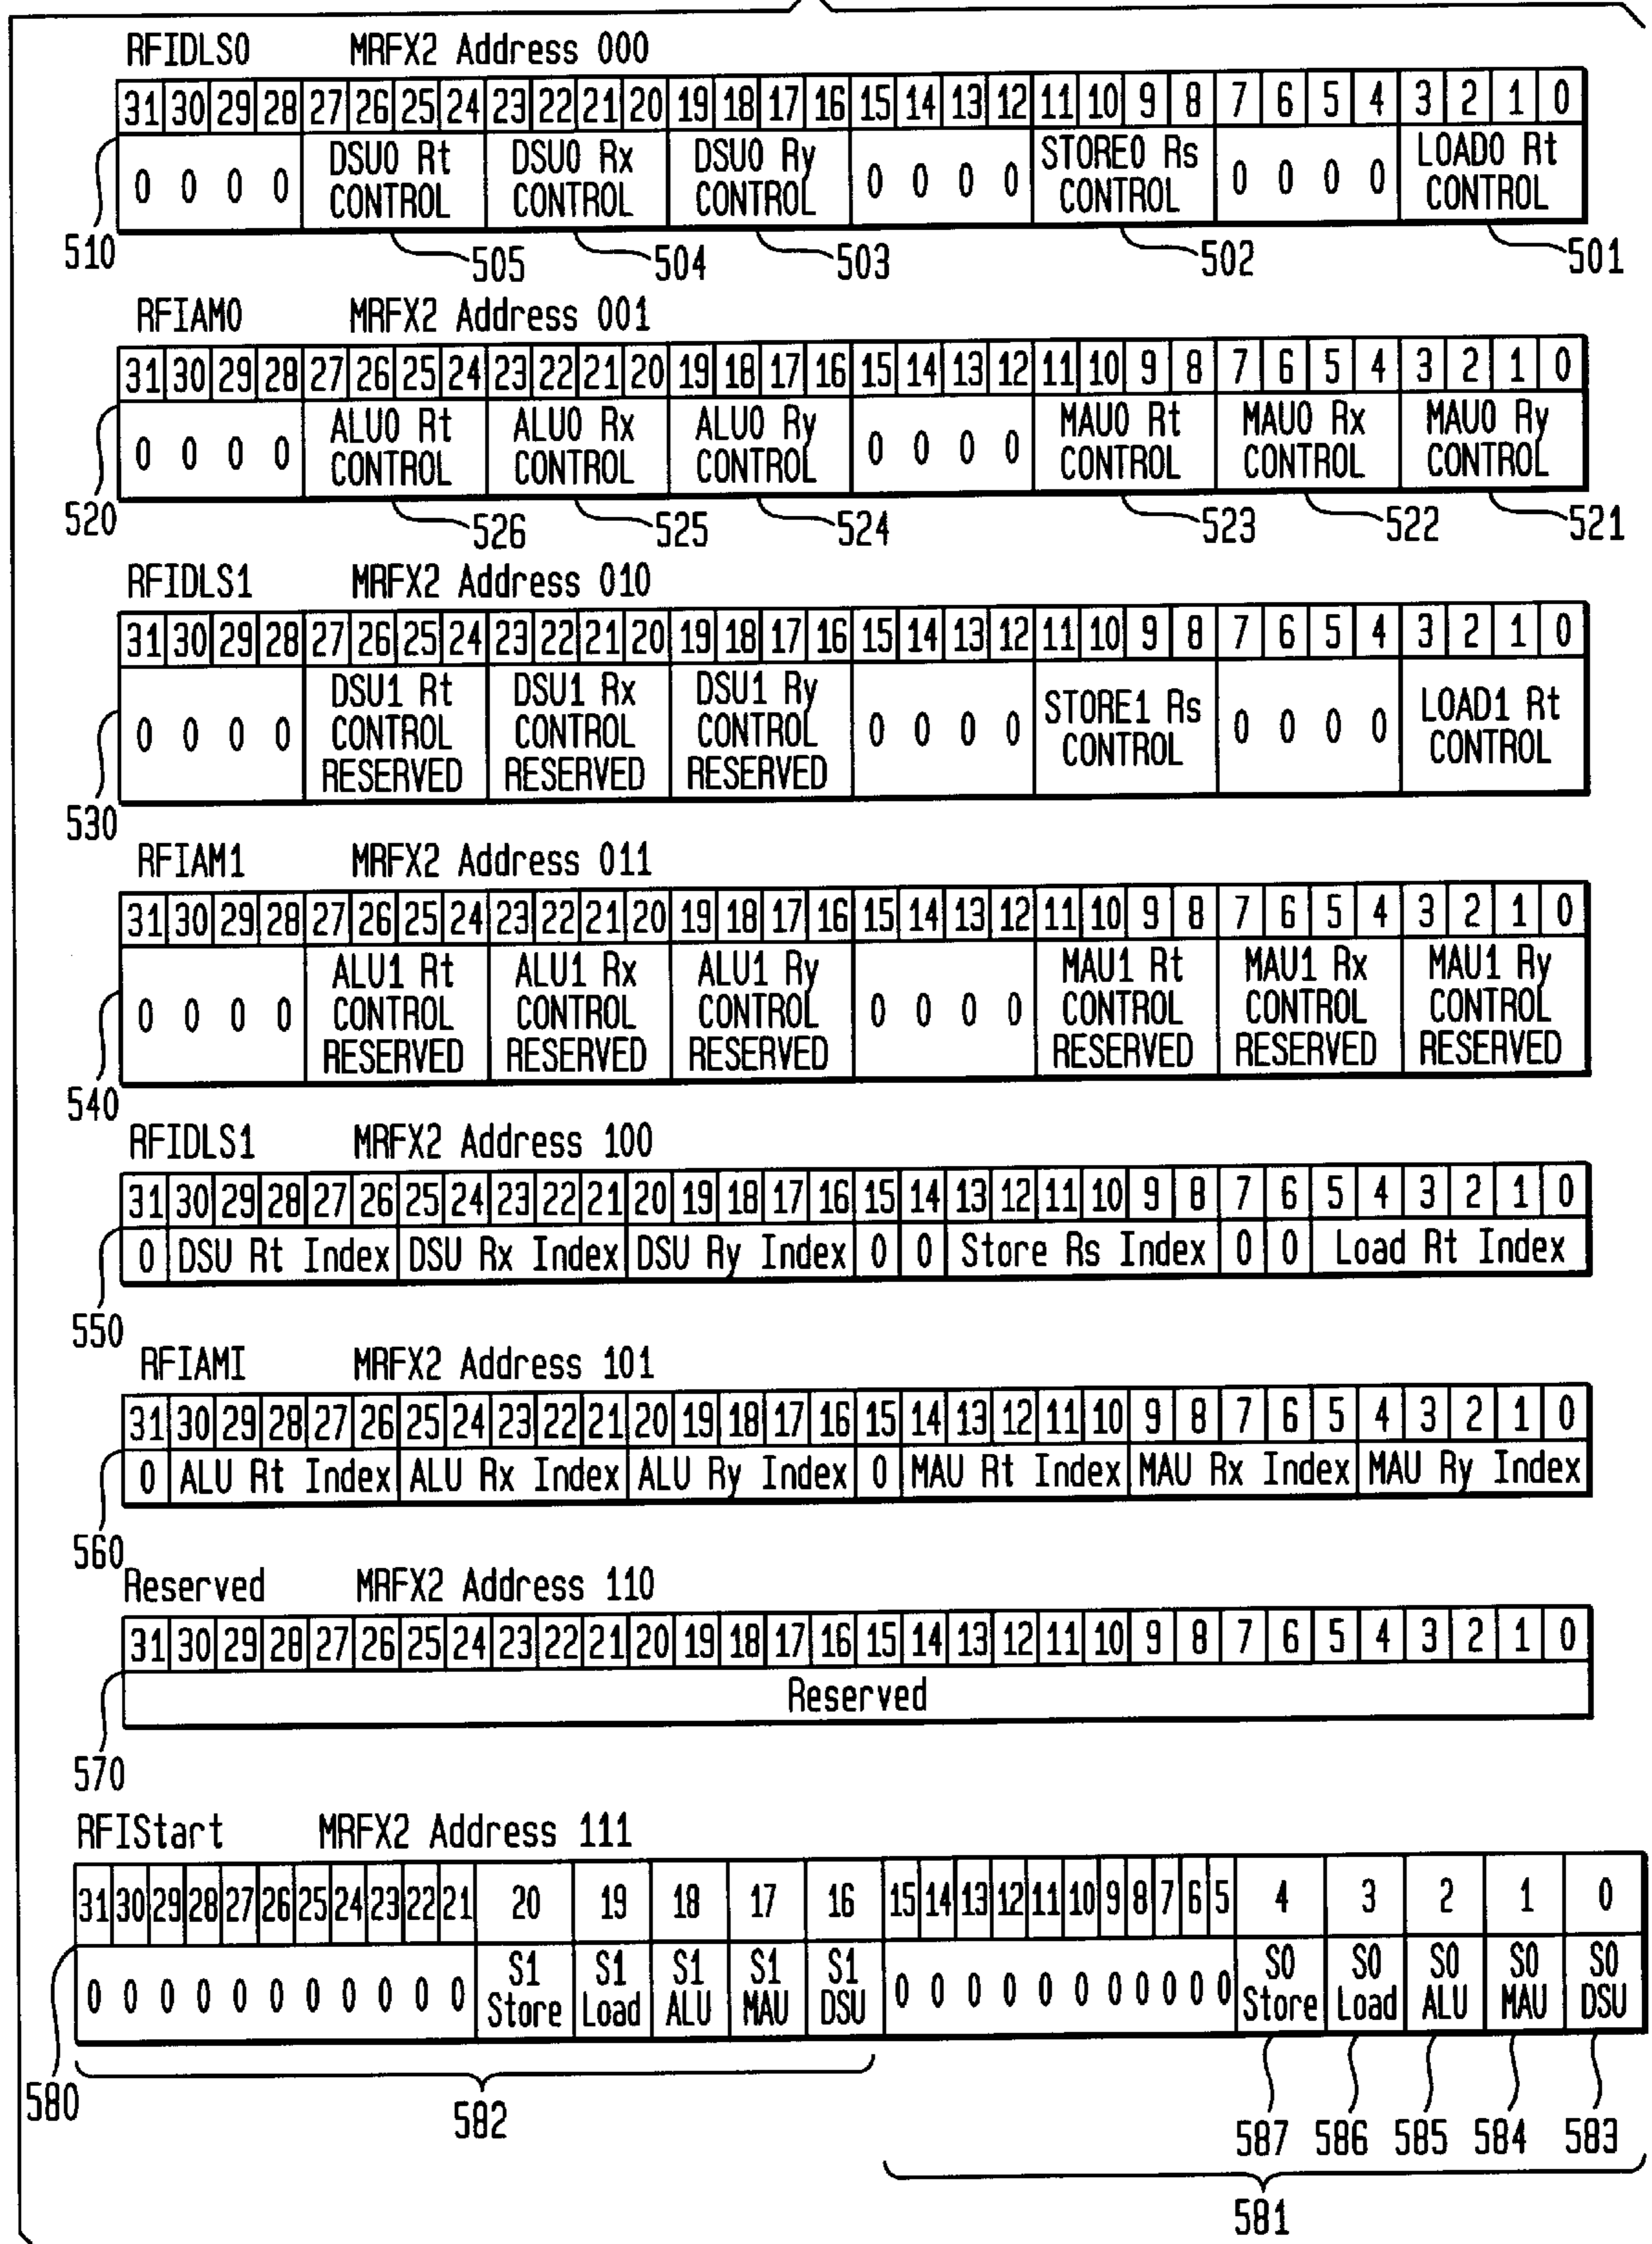 RFIDLS0 MRFX2 Address 000
31 30 29 28 27 26 25 24 23 22 21 20 19 18 17 16 15 14 13 12 11 10 9 8 7 6 5 4 3 2 1 0
0 0 0 0 DSU0 Rt CONTROL DSU0 Rx CONTROL DSU0 Ry CONTROL 0 0 0 0 STORE0 Rs CONTROL 0 0 0 0 LOAD0 Rt CONTROL
510 505 504 503 502 501
RFIAM0 MRFX2 Address 001
31 30 29 28 27 26 25 24 23 22 21 20 19 18 17 16 15 14 13 12 11 10 9 8 7 6 5 4 3 2 1 0
0 0 0 0 ALU0 Rt CONTROL ALU0 Rx CONTROL ALU0 Ry CONTROL 0 0 0 0 MAU0 Rt CONTROL MAU0 Rx CONTROL MAU0 Ry CONTROL
520 526 525 524 523 522 521
RFIDLS1 MRFX2 Address 010
31 30 29 28 27 26 25 24 23 22 21 20 19 18 17 16 15 14 13 12 11 10 9 8 7 6 5 4 3 2 1 0
0 0 0 0 DSU1 Rt CONTROL RESERVED DSU1 Rx CONTROL RESERVED DSU1 Ry CONTROL RESERVED 0 0 0 0 STORE1 Rs CONTROL 0 0 0 0 LOAD1 Rt CONTROL
530
RFIAM1 MRFX2 Address 011
31 30 29 28 27 26 25 24 23 22 21 20 19 18 17 16 15 14 13 12 11 10 9 8 7 6 5 4 3 2 1 0
0 0 0 0 ALU1 Rt CONTROL RESERVED ALU1 Rx CONTROL RESERVED ALU1 Ry CONTROL RESERVED 0 0 0 0 MAU1 Rt CONTROL RESERVED MAU1 Rx CONTROL RESERVED MAU1 Ry CONTROL RESERVED
540
RFIDLS1 MRFX2 Address 100
31 30 29 28 27 26 25 24 23 22 21 20 19 18 17 16 15 14 13 12 11 10 9 8 7 6 5 4 3 2 1 0
0 DSU Rt Index DSU Rx Index DSU Ry Index 0 0 Store Rs Index 0 0 Load Rt Index
550
RFIAMI MRFX2 Address 101
31 30 29 28 27 26 25 24 23 22 21 20 19 18 17 16 15 14 13 12 11 10 9 8 7 6 5 4 3 2 1 0
0 ALU Rt Index ALU Rx Index ALU Ry Index 0 MAU Rt Index MAU Rx Index MAU Ry Index
560
Reserved MRFX2 Address 110
31 30 29 28 27 26 25 24 23 22 21 20 19 18 17 16 15 14 13 12 11 10 9 8 7 6 5 4 3 2 1 0
Reserved
570
RFIStart MRFX2 Address 111
31 30 29 28 27 26 25 24 23 22 21 20 19 18 17 16 15 14 13 12 11 10 9 8 7 6 5 4 3 2 1 0
0 0 0 0 0 0 0 0 0 0 0 S1 Store S1 Load S1 ALU S1 MAU S1 DSU 0 0 0 0 0 0 0 0 0 0 0 S0 Store S0 Load S0 ALU S0 MAU S0 DSU
580 582 587 586 585 584 583
581